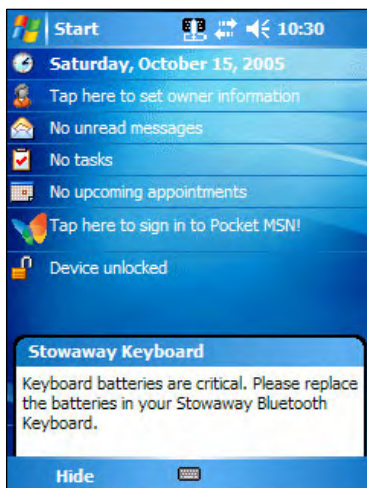 Start 10:30
Saturday, October 15, 2005
Tap here to set owner information
No unread messages
No tasks
No upcoming appointments
Tap here to sign in to Pocket MSN!
Device unlocked
Stowaway Keyboard
Keyboard batteries are critical. Please replace
the batteries in your Stowaway Bluetooth
Keyboard.
Hide